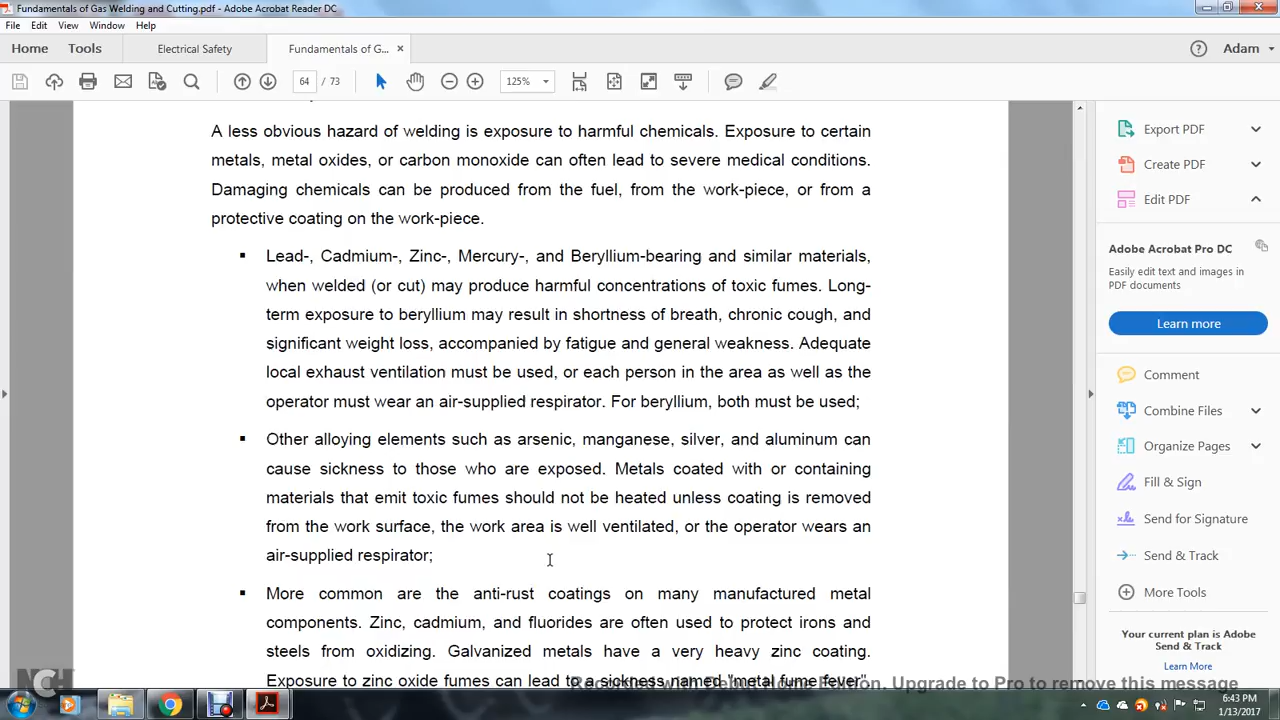 Fundamentals of Gas Welding and Cutting.pdf - Adobe Acrobat Reader DC
File Edit View Window Help
Home Tools Electrical Safety Fundamentals of G... × Adam
64 / 73 125%
A less obvious hazard of welding is exposure to harmful chemicals. Exposure to certain
metals, metal oxides, or carbon monoxide can often lead to severe medical conditions.
Damaging chemicals can be produced from the fuel, from the work-piece, or from a
protective coating on the work-piece.
▪ Lead-, Cadmium-, Zinc-, Mercury-, and Beryllium-bearing and similar materials,
when welded (or cut) may produce harmful concentrations of toxic fumes. Long-
term exposure to beryllium may result in shortness of breath, chronic cough, and
significant weight loss, accompanied by fatigue and general weakness. Adequate
local exhaust ventilation must be used, or each person in the area as well as the
operator must wear an air-supplied respirator. For beryllium, both must be used;
▪ Other alloying elements such as arsenic, manganese, silver, and aluminum can
cause sickness to those who are exposed. Metals coated with or containing
materials that emit toxic fumes should not be heated unless coating is removed
from the work surface, the work area is well ventilated, or the operator wears an
air-supplied respirator;
▪ More common are the anti-rust coatings on many manufactured metal
components. Zinc, cadmium, and fluorides are often used to protect irons and
steels from oxidizing. Galvanized metals have a very heavy zinc coating.
Exposure to zinc oxide fumes can lead to a sickness named "metal fume fever".
Export PDF
Create PDF
Edit PDF
Adobe Acrobat Pro DC
Easily edit text and images in
PDF documents
Learn more
Comment
Combine Files
Organize Pages
Fill & Sign
Send for Signature
Send & Track
More Tools
Your current plan is Adobe
Send & Track
Learn More
NCH
Recorded with Home Edition. Upgrade to Pro to remove this message
6:43 PM
1/13/2017